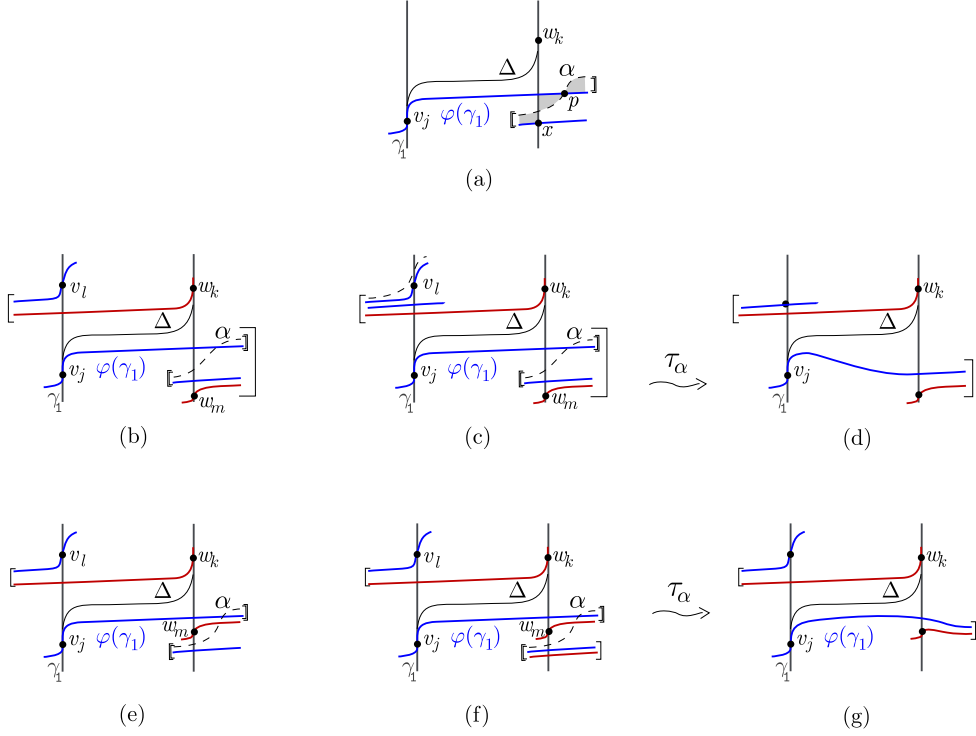 w_k
Δ α
v_j φ(γ_1) p
x
γ_1
(a)
v_l w_k v_l w_k w_k
Δ α Δ α Δ
τ_α
v_j φ(γ_1) v_j φ(γ_1) v_j φ(γ_1)
γ_1 w_m γ_1 w_m γ_1
(b) (c) (d)
v_l w_k v_l w_k w_k
Δ α Δ α τ_α Δ
w_m w_m
v_j φ(γ_1) v_j φ(γ_1) v_j φ(γ_1)
γ_1 γ_1 γ_1
(e) (f) (g)